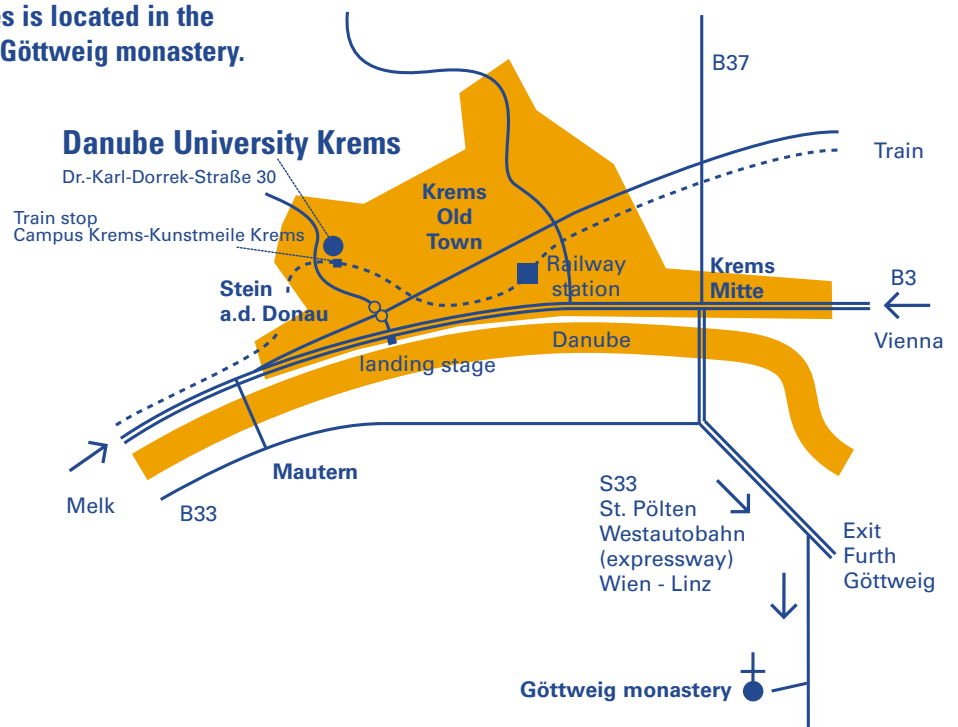 es is located in the
Göttweig monastery.
B37
Danube University Krems
Dr.-Karl-Dorrek-Straße 30
Train
Train stop
Campus Krems-Kunstmeile Krems
Krems
Old
Town
Railway
station
Krems
Mitte
B3
Vienna
Stein
a.d. Donau
Danube
landing stage
Mautern
Melk
B33
S33
St. Pölten
Westautobahn
(expressway)
Wien - Linz
Exit
Furth
Göttweig
Göttweig monastery